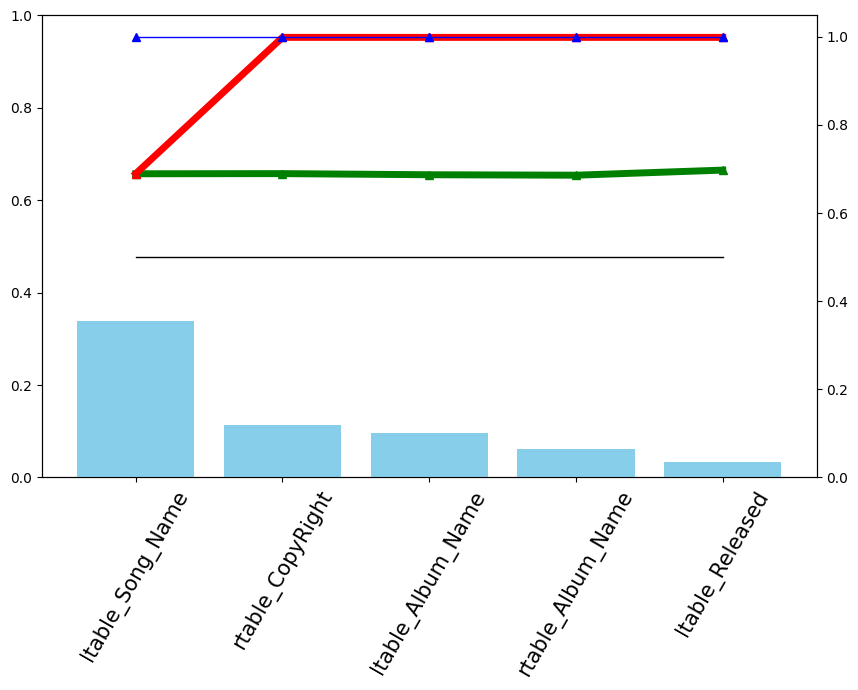 1.0
0.8
0.6
0.4
0.2
0.0
1.0
0.8
0.6
0.4
0.2
0.0
ltable_Song_Name
rtable_CopyRight
ltable_Album_Name
rtable_Album_Name
ltable_Released